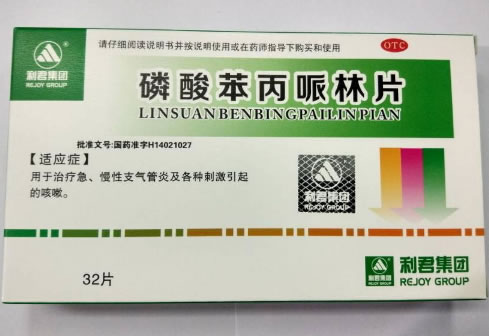 请仔细阅读说明书并按说明使用或在药师指导下购买和使用
OTC
利君集团
REJOY GROUP
磷酸苯丙哌林片
LINSUANBENBINGPAILINPIAN
批准文号:国药准字H14021027
【适应症】
用于治疗急、慢性支气管炎及各种刺激引起
的咳嗽。
利君集团
REJOY GROUP
32片
利君集团
REJOY GROUP